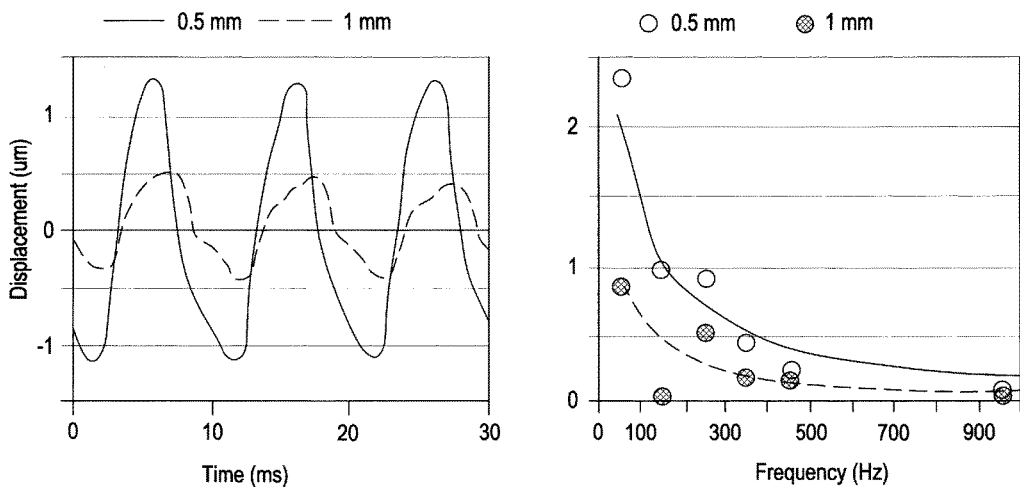 0.5 mm 1 mm
Displacement (um)
1
0
-1
0 10 20 30
Time (ms)
0.5 mm 1 mm
2
1
0
0 100 300 500 700 900
Frequency (Hz)